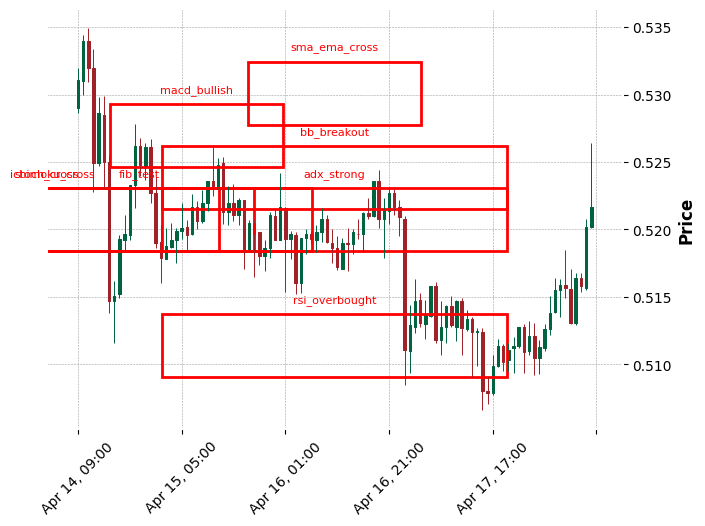 0.535
sma_ema_cross
0.530
macd_bullish
bb_breakout
0.525
fib_test
adx_strong
0.520
Price
0.515
rsi_overbought
0.510
Apr 14, 09:00
Apr 15, 05:00
Apr 16, 01:00
Apr 16, 21:00
Apr 17, 17:00